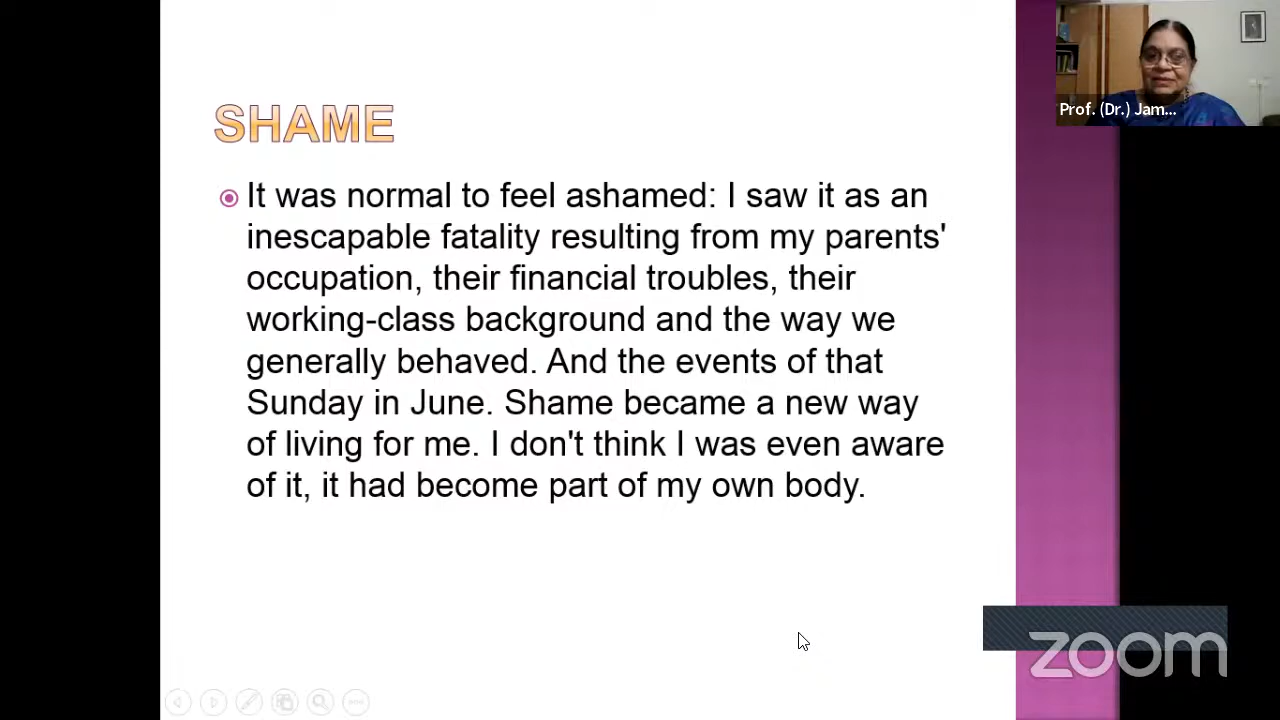 SHAME
It was normal to feel ashamed: I saw it as an
inescapable fatality resulting from my parents'
occupation, their financial troubles, their
working-class background and the way we
generally behaved. And the events of that
Sunday in June. Shame became a new way
of living for me. I don't think I was even aware
of it, it had become part of my own body.
Prof. (Dr.) Jam...
zoom